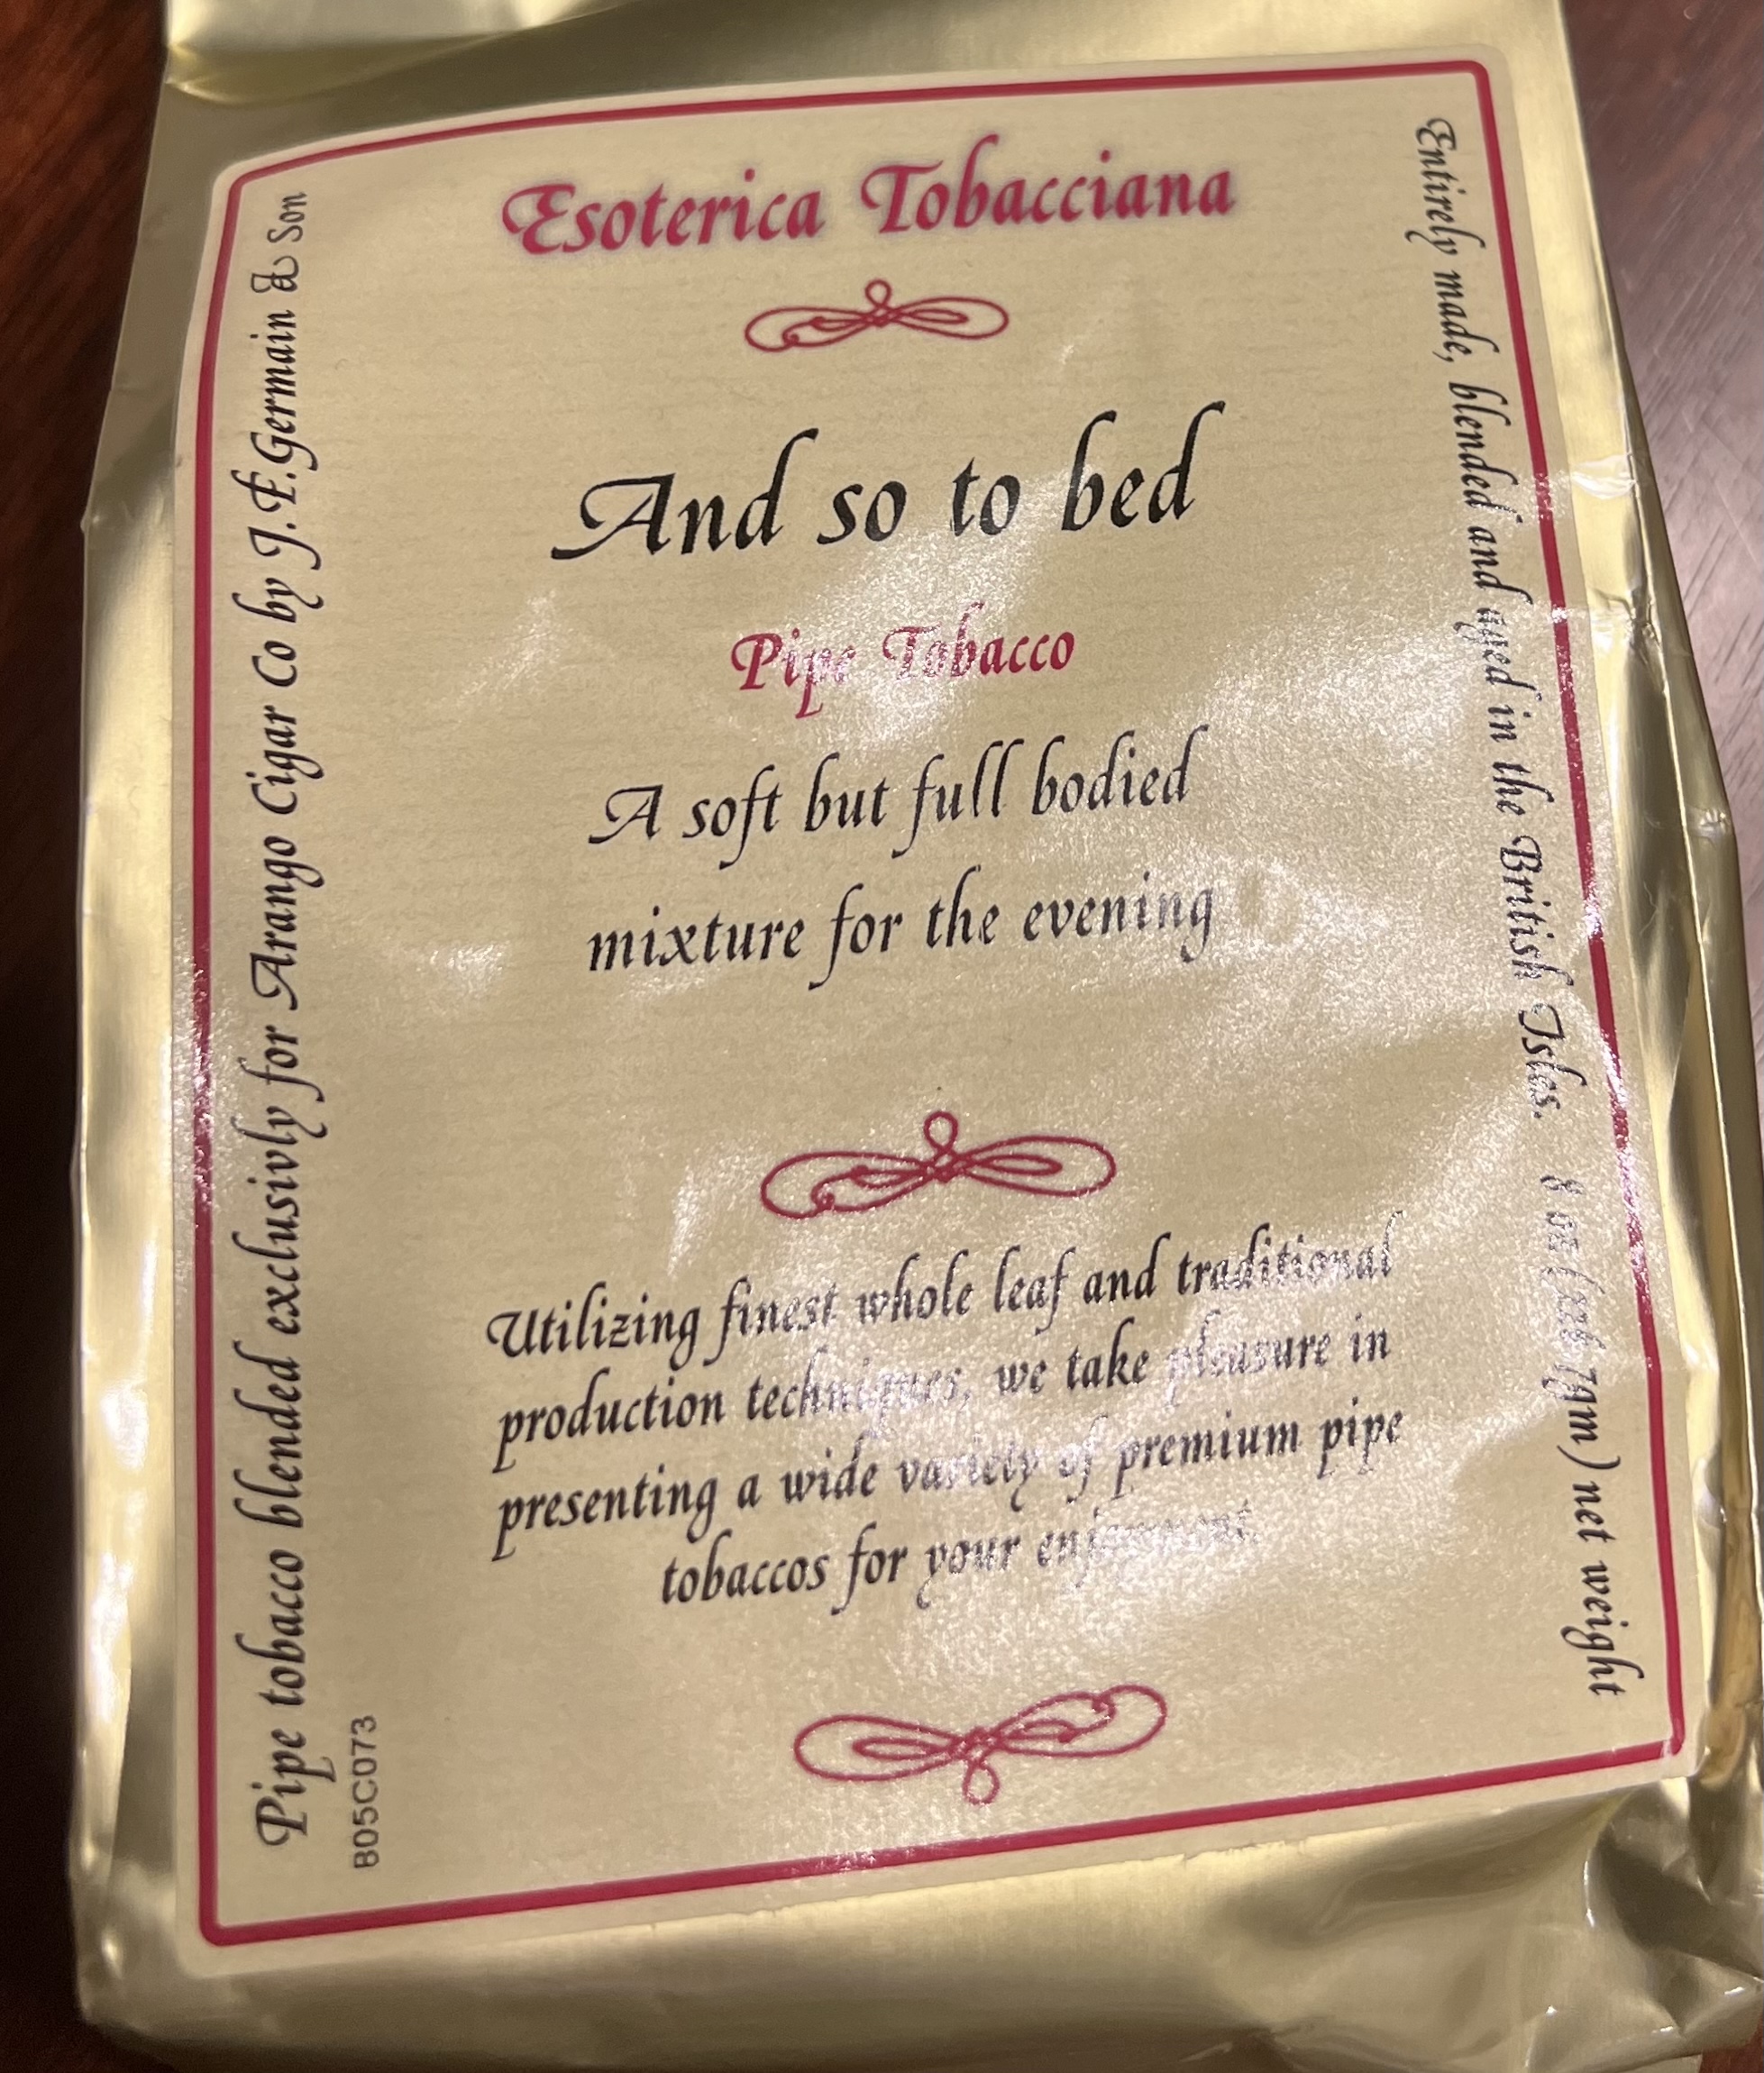 Esoterica Tobacciana
And so to bed
Pipe Tobacco
A soft but full bodied
mixture for the evening
Utilizing finest whole leaf and traditional
production techniques, we take pleasure in
presenting a wide variety of premium pipe
tobaccos for your enjoyment.
Pipe tobacco blended exclusivly for Arango Cigar Co by J.F.Germain & Son
B05C073
Entirely made, blended and aged in the British Isles. 8 oz net weight